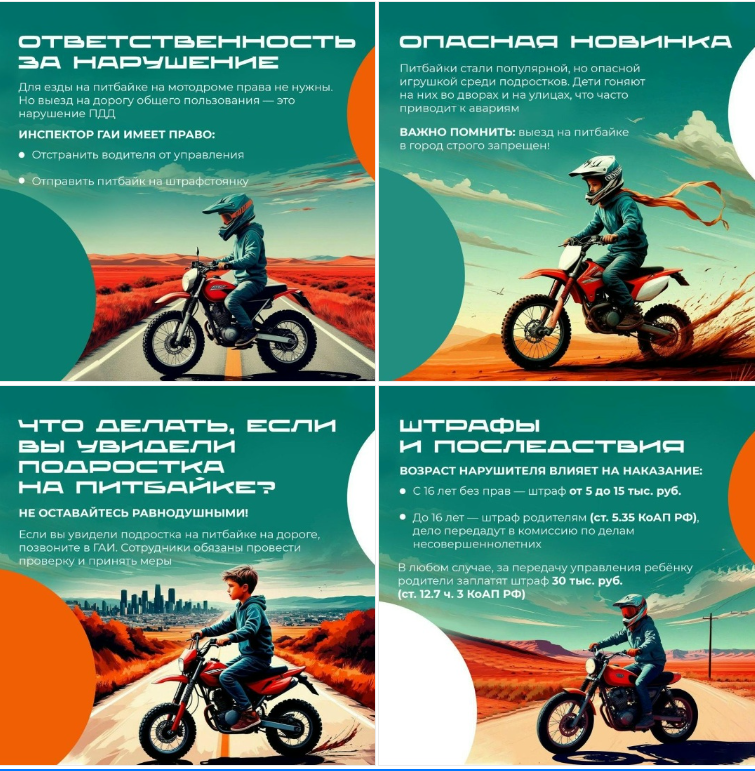 ОТВЕТСТВЕННОСТЬ
ЗА НАРУШЕНИЕ
Для езды на питбайке на мотодроме права не нужны.
Но выезд на дорогу общего пользования — это
нарушение ПДД
ИНСПЕКТОР ГАИ ИМЕЕТ ПРАВО:
• Отстранить водителя от управления
• Отправить питбайк на штрафстоянку
ОПАСНАЯ НОВИНКА
Питбайки стали популярной, но опасной
игрушкой среди подростков. Дети гоняют
на них во дворах и на улицах, что часто
приводит к авариям
ВАЖНО ПОМНИТЬ: выезд на питбайке
в город строго запрещен!
ЧТО ДЕЛАТЬ, ЕСЛИ
ВЫ УВИДЕЛИ
ПОДРОСТКА
НА ПИТБАЙКЕ?
НЕ ОСТАВАЙТЕСЬ РАВНОДУШНЫМИ!
Если вы увидели подростка на питбайке на дороге,
позвоните в ГАИ. Сотрудники обязаны провести
проверку и принять меры
ШТРАФЫ
И ПОСЛЕДСТВИЯ
ВОЗРАСТ НАРУШИТЕЛЯ ВЛИЯЕТ НА НАКАЗАНИЕ:
• С 16 лет без прав — штраф от 5 до 15 тыс. руб.
• До 16 лет — штраф родителям (ст. 5.35 КоАП РФ),
дело передадут в комиссию по делам
несовершеннолетних
В любом случае, за передачу управления ребёнку
родители заплатят штраф 30 тыс. руб.
(ст. 12.7 ч. 3 КоАП РФ)